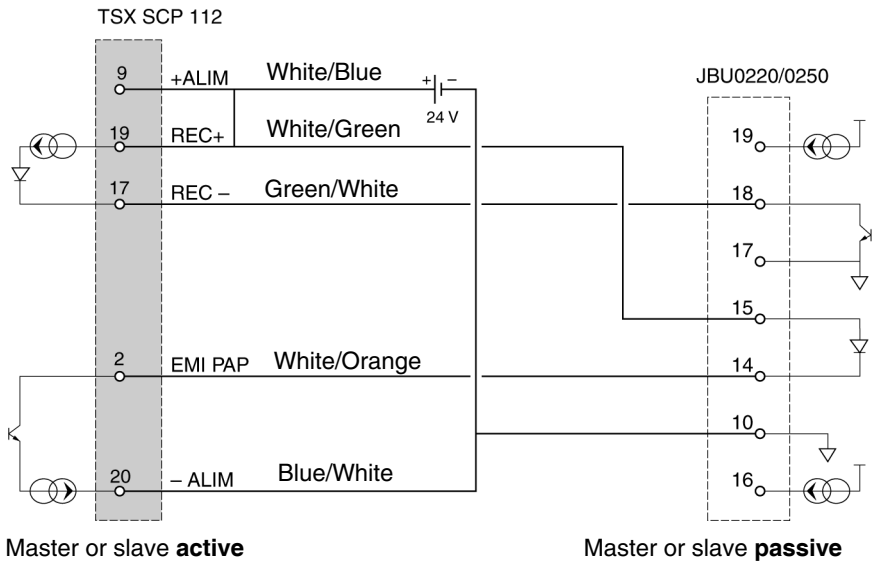 TSX SCP 112
JBU0220/0250
9 +ALIM White/Blue + –
24 V
19 REC+ White/Green 19
17 REC – Green/White 18
17
15
2 EMI PAP White/Orange 14
10
20 – ALIM Blue/White 16
Master or slave active Master or slave passive